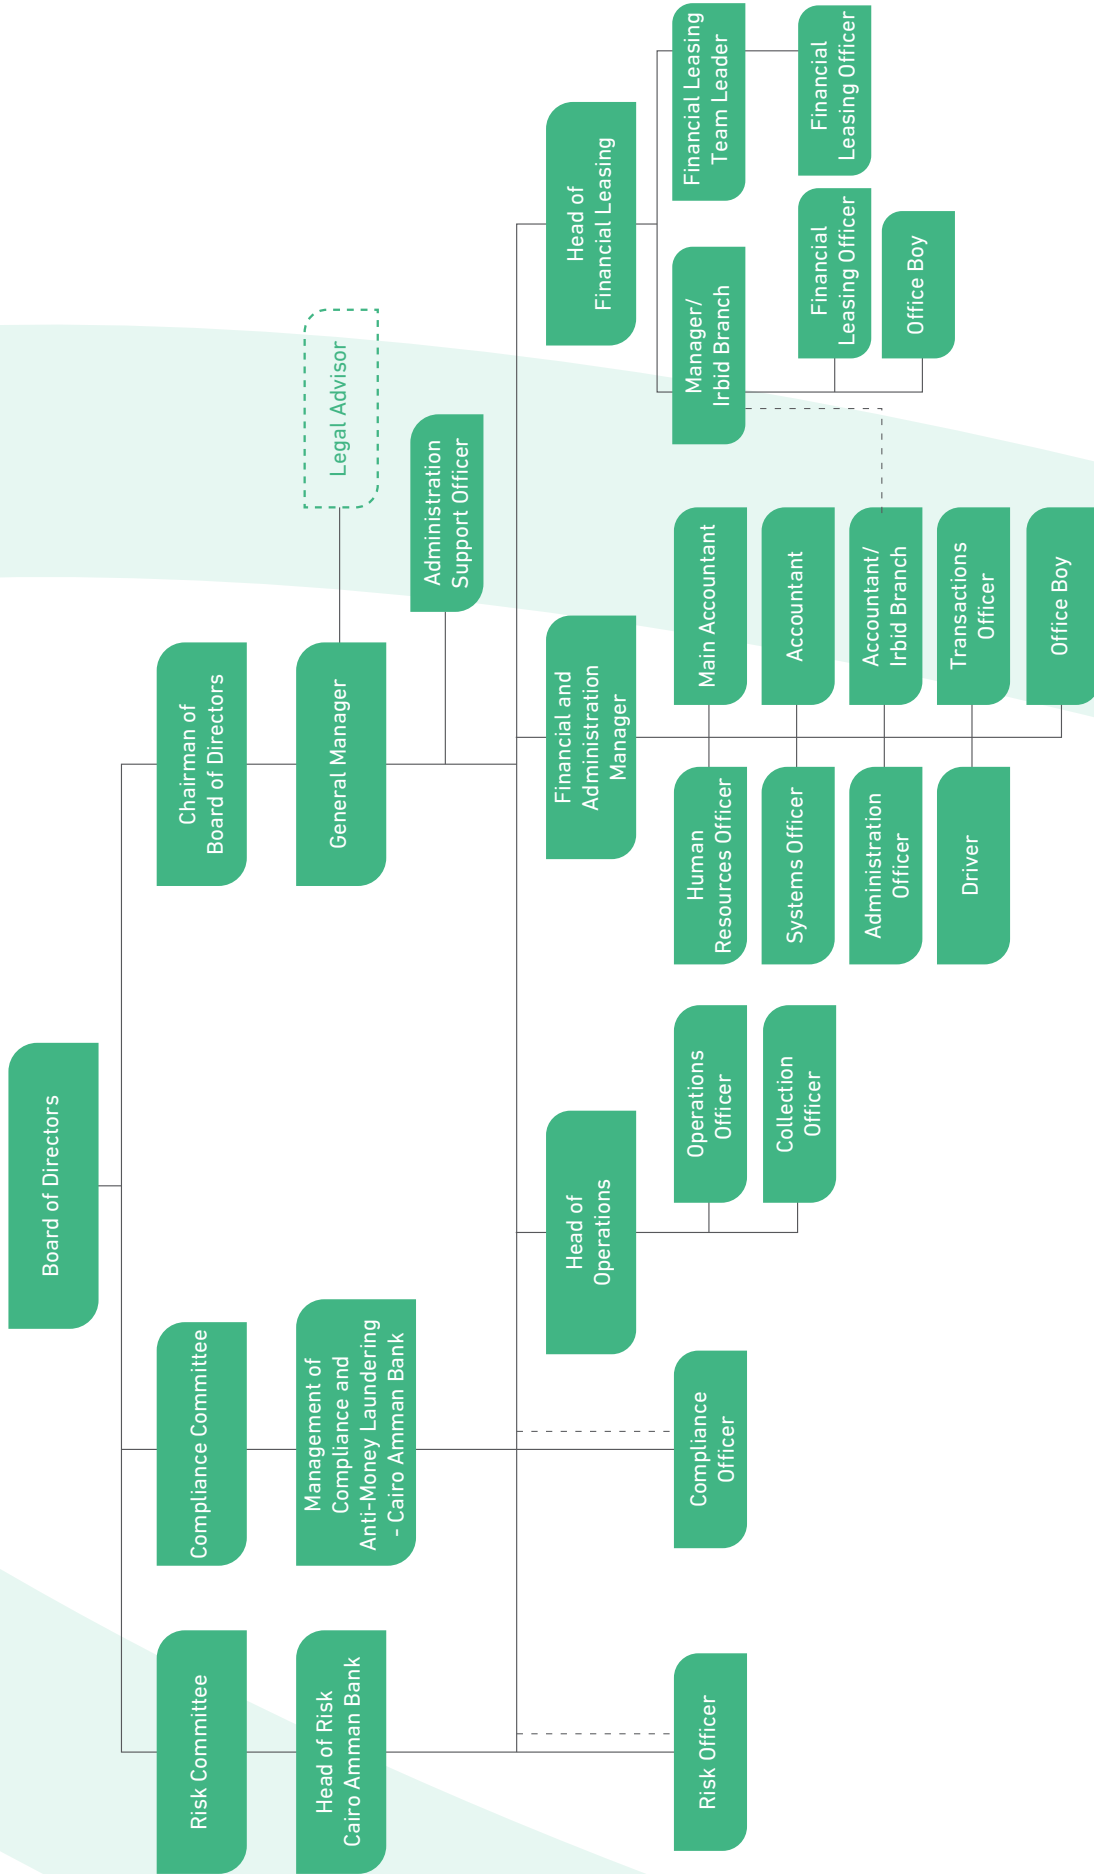 Board of Directors
Risk Committee
Compliance Committee
Chairman of
Board of Directors
Head of Risk
Cairo Amman Bank
Management of
Compliance and
Anti-Money Laundering
- Cairo Amman Bank
General Manager
Legal Advisor
Administration
Support Officer
Head of
Operations
Financial and
Administration
Manager
Head of
Financial Leasing
Risk Officer
Compliance
Officer
Operations
Officer
Collection
Officer
Human
Resources Officer
Systems Officer
Administration
Officer
Driver
Main Accountant
Accountant
Accountant/
Irbid Branch
Transactions
Officer
Office Boy
Manager/
Irbid Branch
Financial
Leasing Officer
Office Boy
Financial Leasing
Team Leader
Financial
Leasing Officer